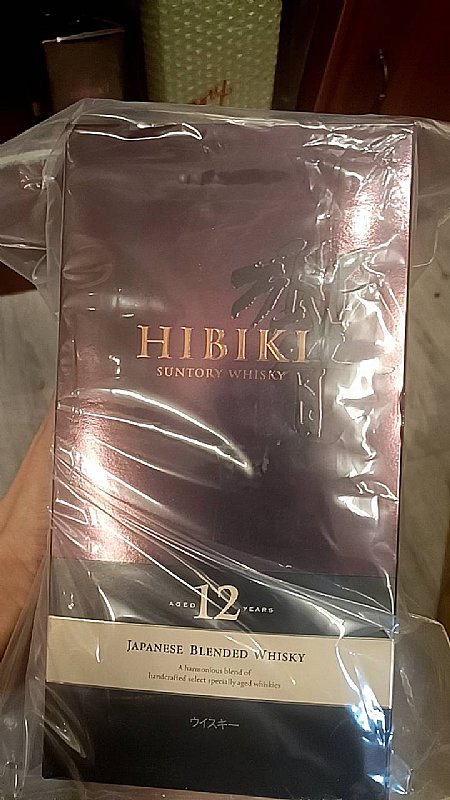 響
HIBIKI
SUNTORY WHISKY
AGED 12 YEARS
JAPANESE BLENDED WHISKY
A harmonious blend of
handcrafted select specially aged whiskies
ウイスキー